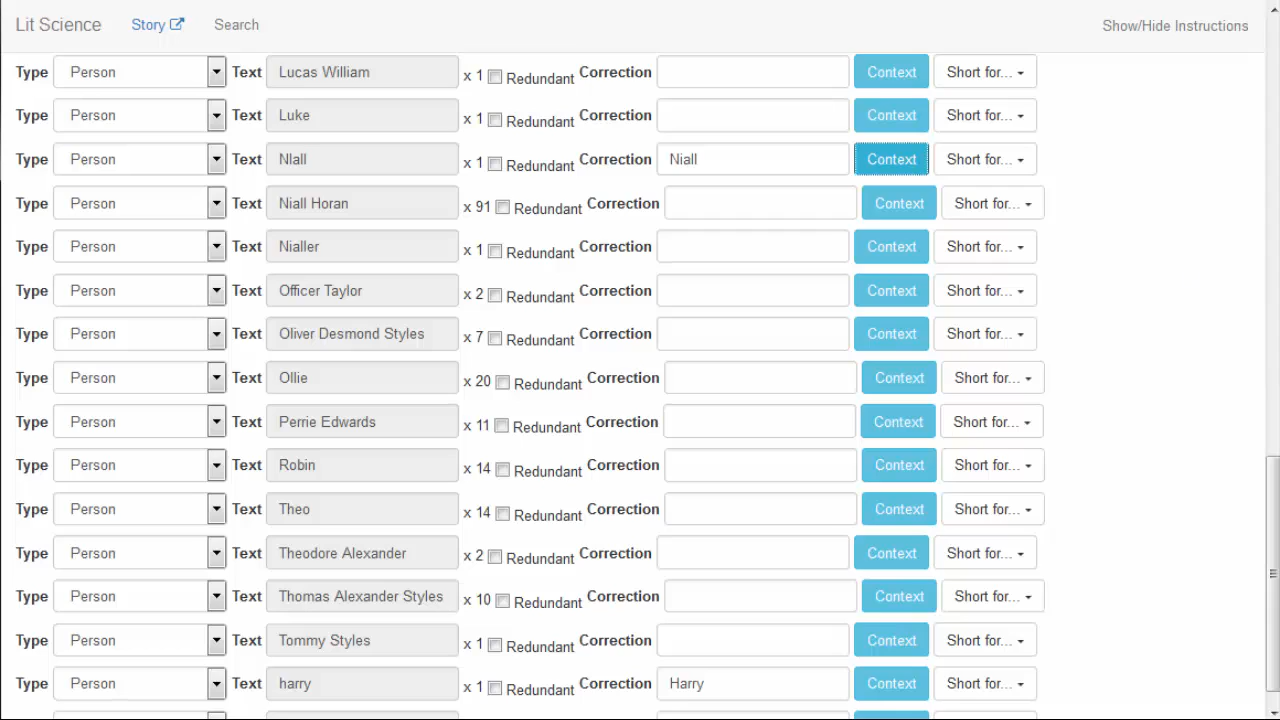 Lit Science Story Search Show/Hide Instructions
Type Person Text Lucas William x 1 Redundant Correction Context Short for...
Type Person Text Luke x 1 Redundant Correction Context Short for...
Type Person Text NIall x 1 Redundant Correction Niall Context Short for...
Type Person Text Niall Horan x 91 Redundant Correction Context Short for...
Type Person Text Nialler x 1 Redundant Correction Context Short for...
Type Person Text Officer Taylor x 2 Redundant Correction Context Short for...
Type Person Text Oliver Desmond Styles x 7 Redundant Correction Context Short for...
Type Person Text Ollie x 20 Redundant Correction Context Short for...
Type Person Text Perrie Edwards x 11 Redundant Correction Context Short for...
Type Person Text Robin x 14 Redundant Correction Context Short for...
Type Person Text Theo x 14 Redundant Correction Context Short for...
Type Person Text Theodore Alexander x 2 Redundant Correction Context Short for...
Type Person Text Thomas Alexander Styles x 10 Redundant Correction Context Short for...
Type Person Text Tommy Styles x 1 Redundant Correction Context Short for...
Type Person Text harry x 1 Redundant Correction Harry Context Short for...